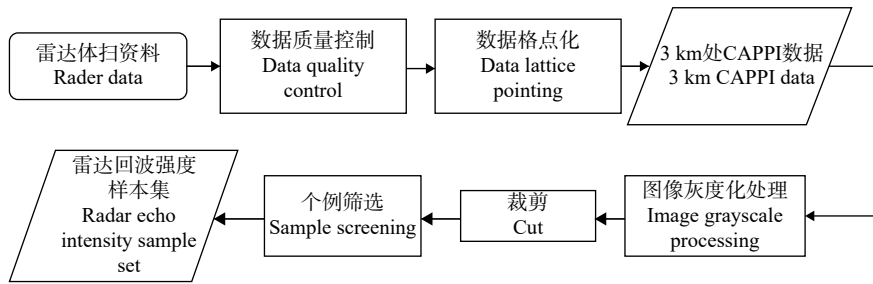 雷达体扫资料
Rader data
数据质量控制
Data quality
control
数据格点化
Data lattice
pointing
3 km处CAPPI数据
3 km CAPPI data
图像灰度化处理
Image grayscale
processing
裁剪
Cut
个例筛选
Sample screening
雷达回波强度
样本集
Radar echo
intensity sample
set